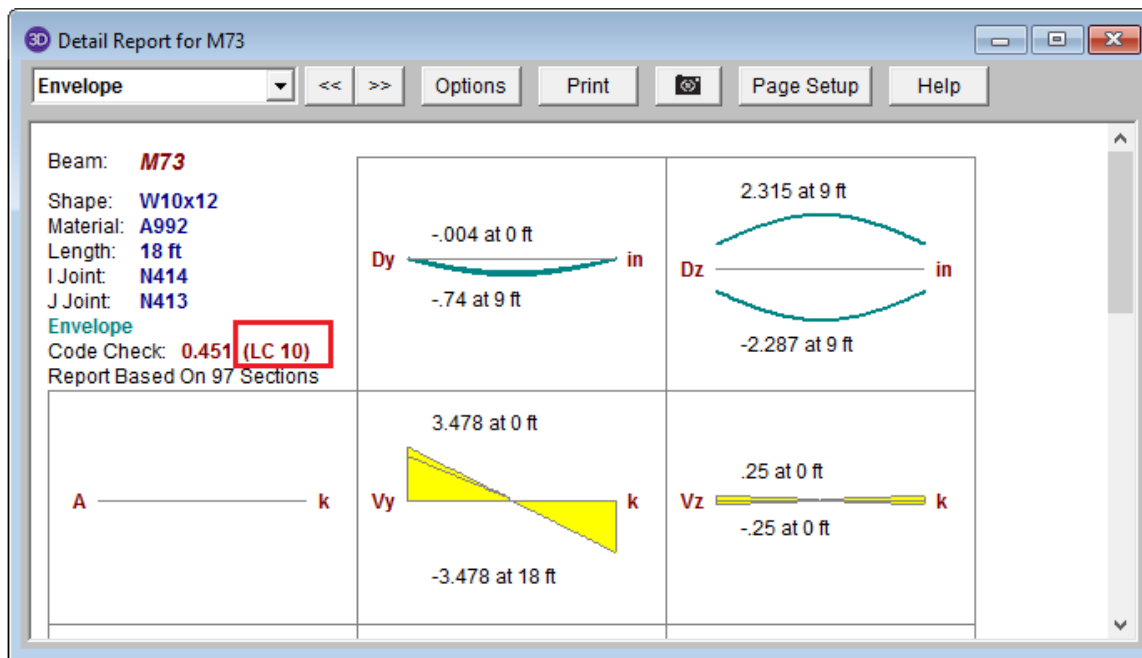 3D Detail Report for M73
Envelope << >> Options Print Page Setup Help
Beam: M73
Shape: W10x12
Material: A992
Length: 18 ft
I Joint: N414
J Joint: N413
Envelope
Code Check: 0.451 (LC 10)
Report Based On 97 Sections
-.004 at 0 ft
Dy in
-.74 at 9 ft
2.315 at 9 ft
Dz in
-2.287 at 9 ft
A k
3.478 at 0 ft
Vy k
-3.478 at 18 ft
.25 at 0 ft
Vz k
-.25 at 0 ft